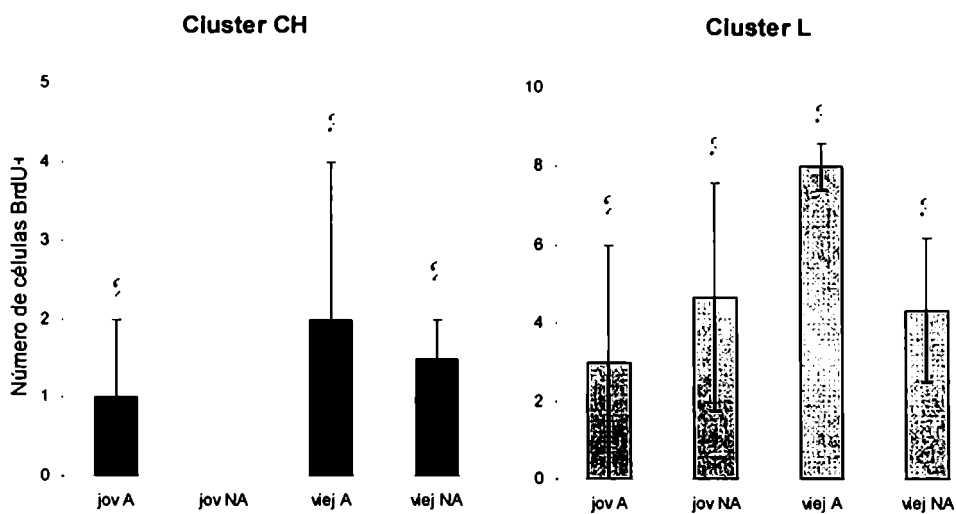 Cluster CH
Número de células BrdU+
5
4
3
2
1
0
jov A
jov NA
viej A
viej NA
Cluster L
10
8
6
4
2
0
jov A
jov NA
viej A
viej NA